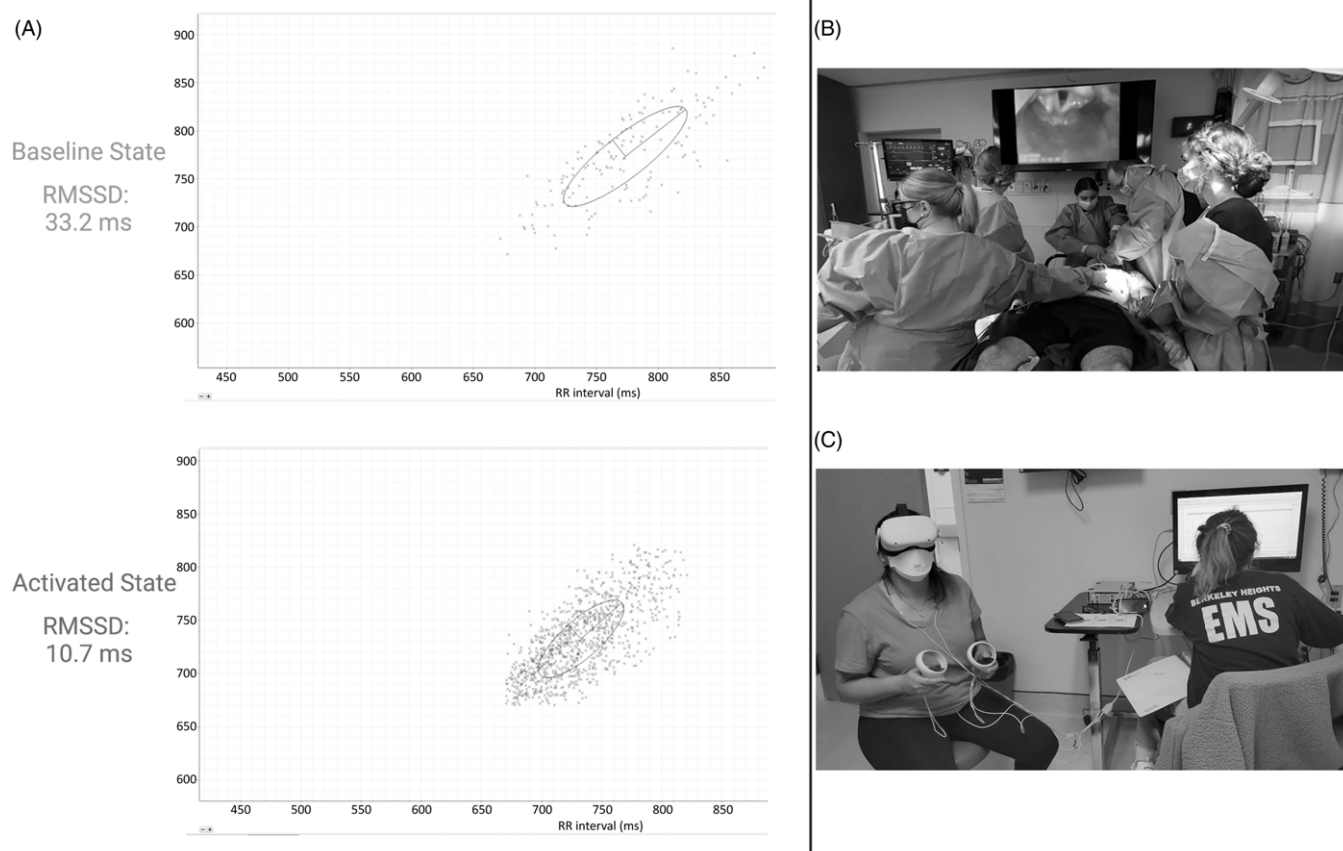 (A)
Baseline State
RMSSD:
33.2 ms
900
850
800
750
700
650
600
450 500 550 600 650 700 750 800 850
RR interval (ms)
Activated State
RMSSD:
10.7 ms
900
850
800
750
700
650
600
450 500 550 600 650 700 750 800 850
RR interval (ms)
(B)
(C)
BERKELEY HEIGHTS
EMS